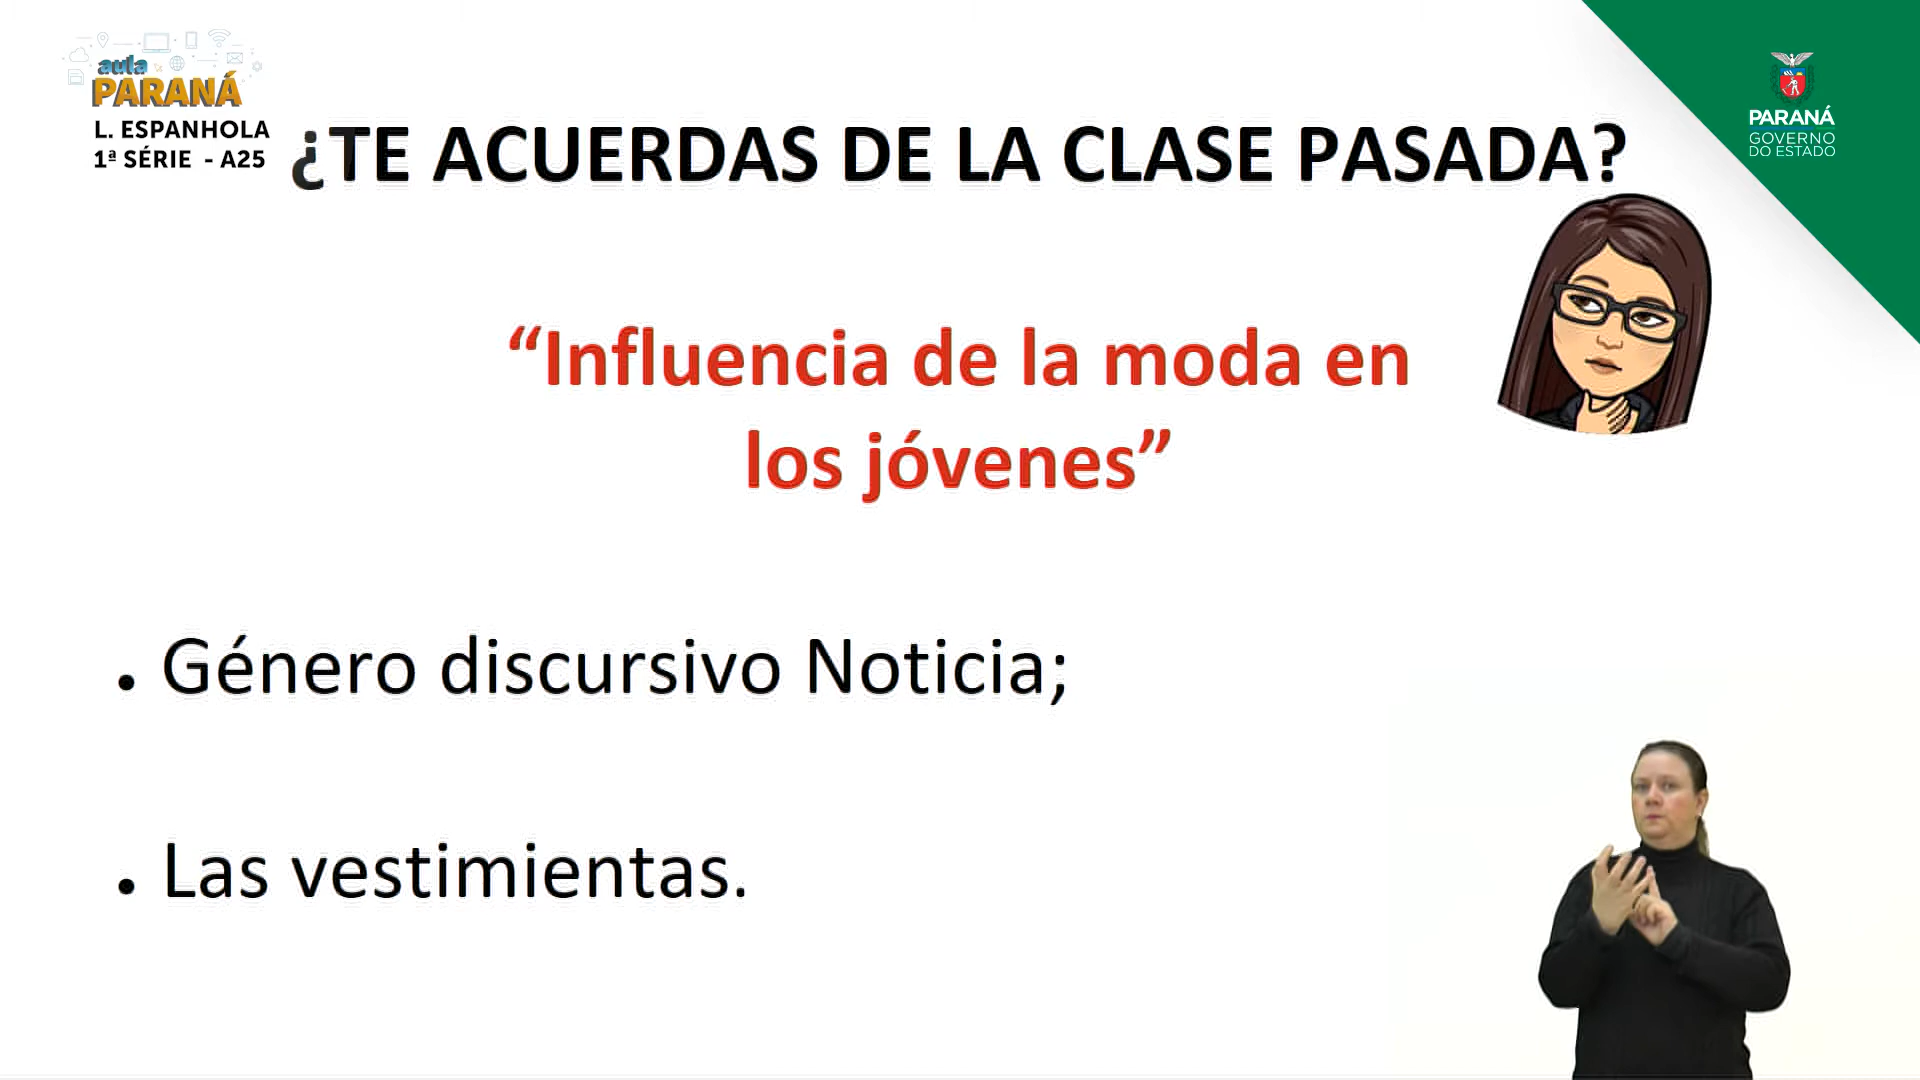 aula
PARANÁ
L. ESPANHOLA
1ª SÉRIE - A25
PARANÁ
GOVERNO
DO ESTADO
¿TE ACUERDAS DE LA CLASE PASADA?
“Influencia de la moda en
los jóvenes”
• Género discursivo Noticia;
• Las vestimientas.